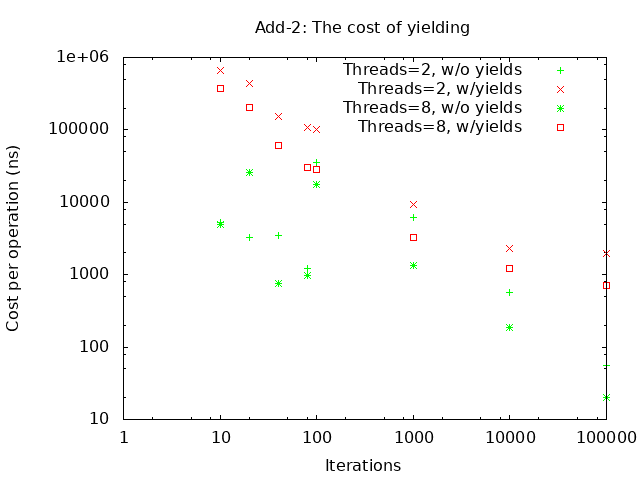 Add-2: The cost of yielding
1e+06
100000
10000
1000
100
10
Cost per operation (ns)
Threads=2, w/o yields
Threads=2, w/yields
Threads=8, w/o yields
Threads=8, w/yields
1 10 100 1000 10000 100000
Iterations